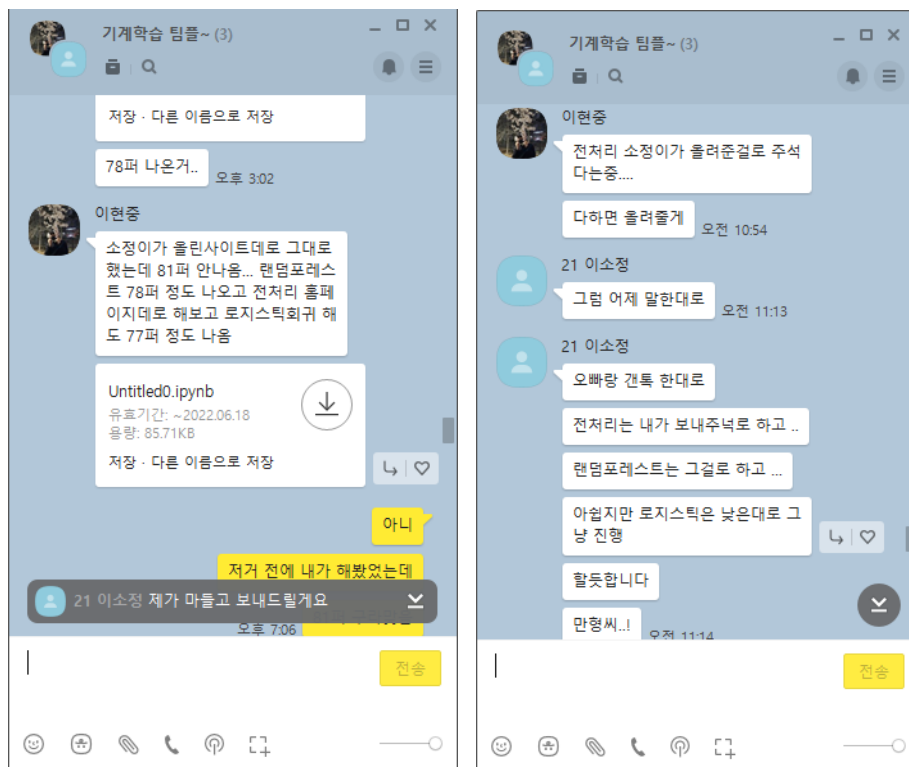 기계학습 팀플~ (3)
저장 · 다른 이름으로 저장
78퍼 나온거..
오후 3:02
이현중
소정이가 올린사이트데로 그대로
했는데 81퍼 안나옴... 랜덤포레스
트 78퍼 정도 나오고 전처리 홈페
이지데로 해보고 로지스틱회귀 해
도 77퍼 정도 나옴
Untitled0.ipynb
유효기간: ~2022.06.18
용량: 85.71KB
저장 · 다른 이름으로 저장
아니
저거 전에 내가 해봤었는데
21 이소정 제가 마들고 보내드릴게요
오후 7:06
전송
기계학습 팀플~ (3)
이현중
전처리 소정이가 올려준걸로 주석
다는중....
다하면 올려줄게
오전 10:54
21 이소정
그럼 어제 말한대로
오전 11:13
21 이소정
오빠랑 갠톡 한대로
전처리는 내가 보내주넉로 하고 ..
랜덤포레스트는 그걸로 하고 ...
아쉽지만 로지스틱은 낮은대로 그
냥 진행
할듯합니다
만형씨..!
오전 11:14
전송